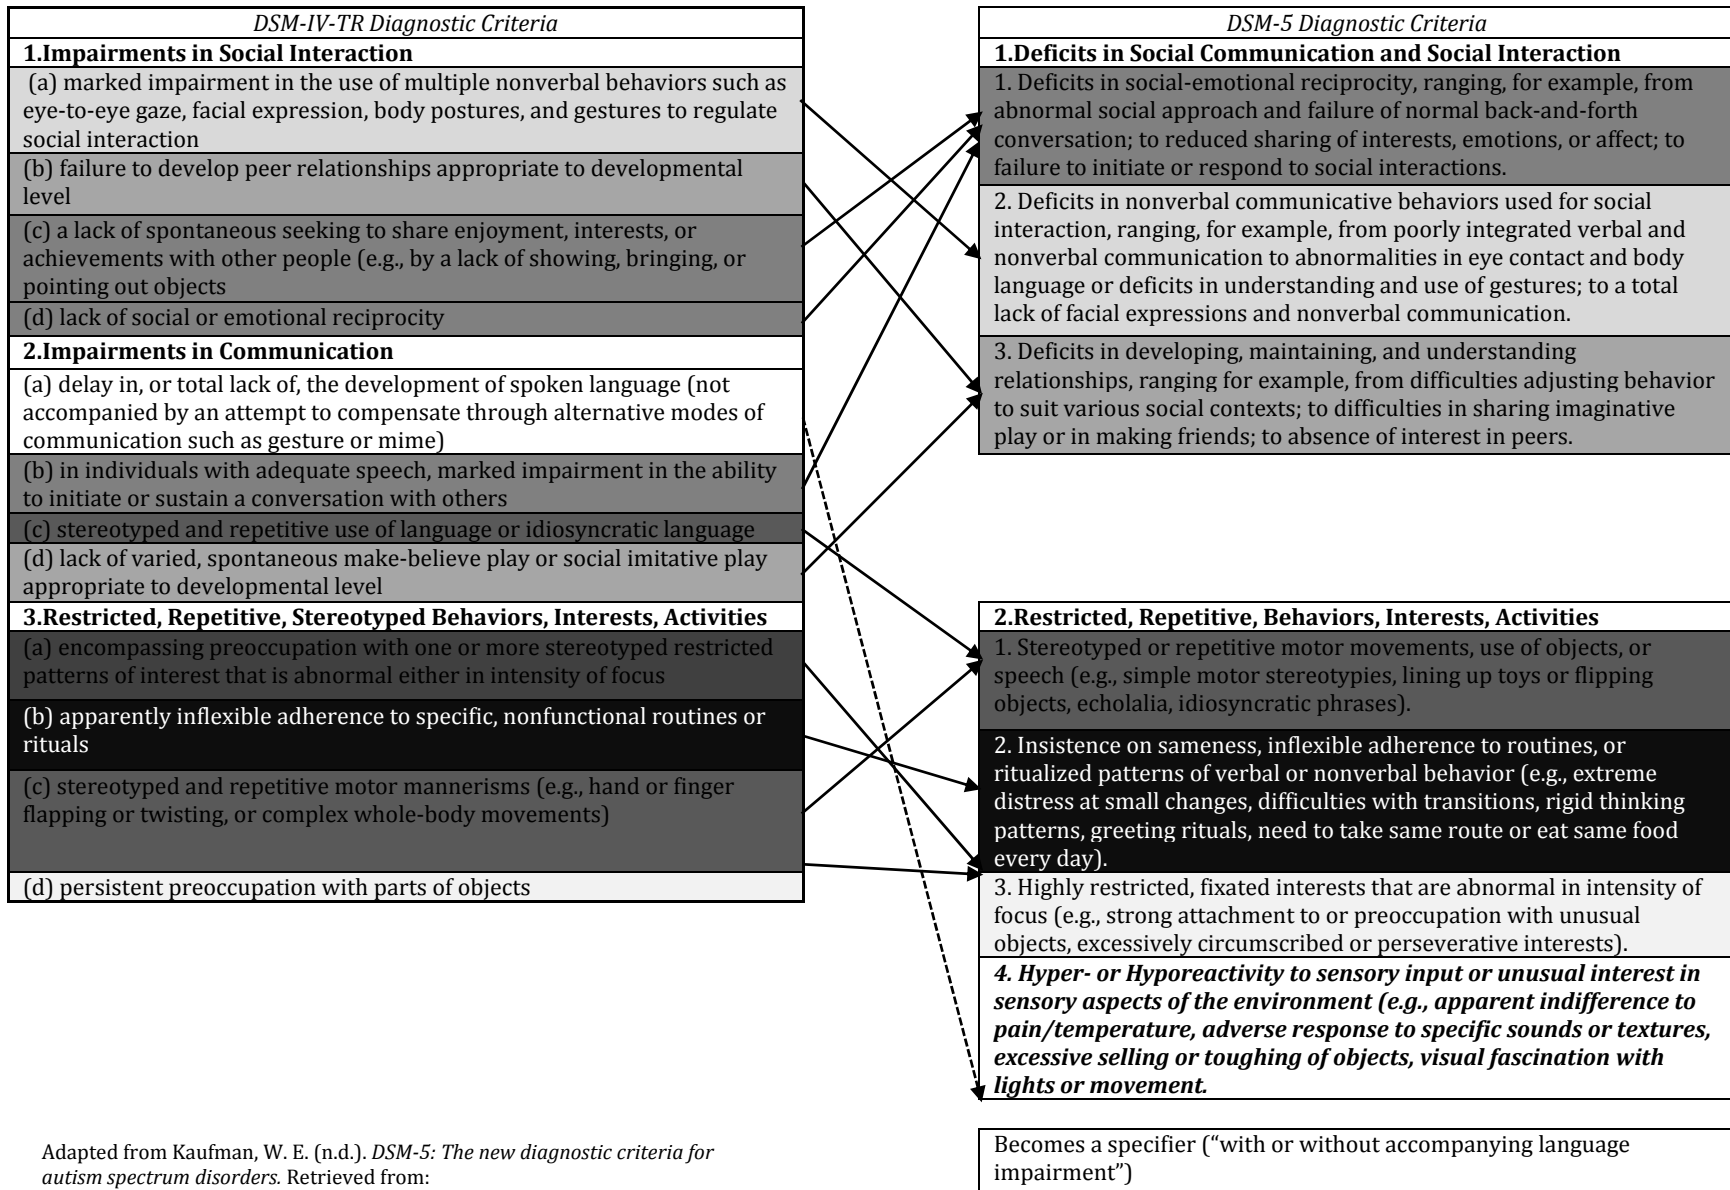 DSM-IV-TR Diagnostic Criteria
1.Impairments in Social Interaction
(a) marked impairment in the use of multiple nonverbal behaviors such as
eye-to-eye gaze, facial expression, body postures, and gestures to regulate
social interaction
(b) failure to develop peer relationships appropriate to developmental
level
(c) a lack of spontaneous seeking to share enjoyment, interests, or
achievements with other people (e.g., by a lack of showing, bringing, or
pointing out objects
(d) lack of social or emotional reciprocity
2.Impairments in Communication
(a) delay in, or total lack of, the development of spoken language (not
accompanied by an attempt to compensate through alternative modes of
communication such as gesture or mime)
(b) in individuals with adequate speech, marked impairment in the ability
to initiate or sustain a conversation with others
(c) stereotyped and repetitive use of language or idiosyncratic language
(d) lack of varied, spontaneous make-believe play or social imitative play
appropriate to developmental level
3.Restricted, Repetitive, Stereotyped Behaviors, Interests, Activities
(a) encompassing preoccupation with one or more stereotyped restricted
patterns of interest that is abnormal either in intensity of focus
(b) apparently inflexible adherence to specific, nonfunctional routines or
rituals
(c) stereotyped and repetitive motor mannerisms (e.g., hand or finger
flapping or twisting, or complex whole-body movements)
(d) persistent preoccupation with parts of objects
Adapted from Kaufman, W. E. (n.d.). DSM-5: The new diagnostic criteria for
autism spectrum disorders. Retrieved from:
DSM-5 Diagnostic Criteria
1.Deficits in Social Communication and Social Interaction
1. Deficits in social-emotional reciprocity, ranging, for example, from
abnormal social approach and failure of normal back-and-forth
conversation; to reduced sharing of interests, emotions, or affect; to
failure to initiate or respond to social interactions.
2. Deficits in nonverbal communicative behaviors used for social
interaction, ranging, for example, from poorly integrated verbal and
nonverbal communication to abnormalities in eye contact and body
language or deficits in understanding and use of gestures; to a total
lack of facial expressions and nonverbal communication.
3. Deficits in developing, maintaining, and understanding
relationships, ranging for example, from difficulties adjusting behavior
to suit various social contexts; to difficulties in sharing imaginative
play or in making friends; to absence of interest in peers.
2.Restricted, Repetitive, Behaviors, Interests, Activities
1. Stereotyped or repetitive motor movements, use of objects, or
speech (e.g., simple motor stereotypies, lining up toys or flipping
objects, echolalia, idiosyncratic phrases).
2. Insistence on sameness, inflexible adherence to routines, or
ritualized patterns of verbal or nonverbal behavior (e.g., extreme
distress at small changes, difficulties with transitions, rigid thinking
patterns, greeting rituals, need to take same route or eat same food
every day).
3. Highly restricted, fixated interests that are abnormal in intensity of
focus (e.g., strong attachment to or preoccupation with unusual
objects, excessively circumscribed or perseverative interests).
4. Hyper- or Hyporeactivity to sensory input or unusual interest in
sensory aspects of the environment (e.g., apparent indifference to
pain/temperature, adverse response to specific sounds or textures,
excessive selling or toughing of objects, visual fascination with
lights or movement.
Becomes a specifier (“with or without accompanying language
impairment”)